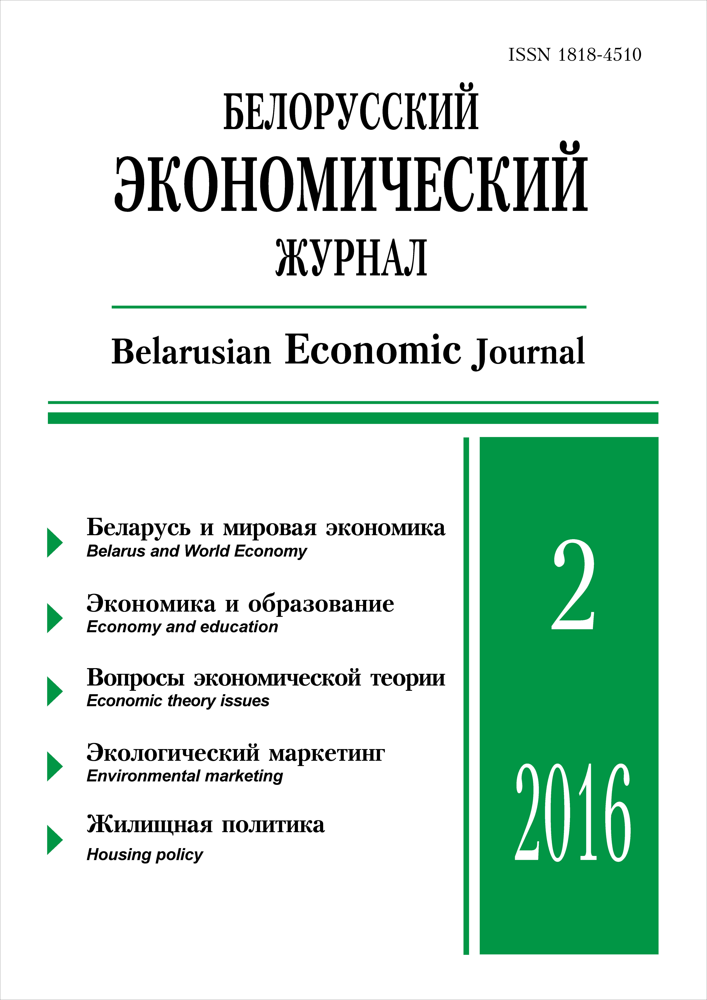 ISSN 1818-4510
БЕЛОРУССКИЙ
ЭКОНОМИЧЕСКИЙ
ЖУРНАЛ
Belarusian Economic Journal
Беларусь и мировая экономика
Belarus and World Economy
Экономика и образование
Economy and education
Вопросы экономической теории
Economic theory issues
Экологический маркетинг
Environmental marketing
Жилищная политика
Housing policy
2
2016